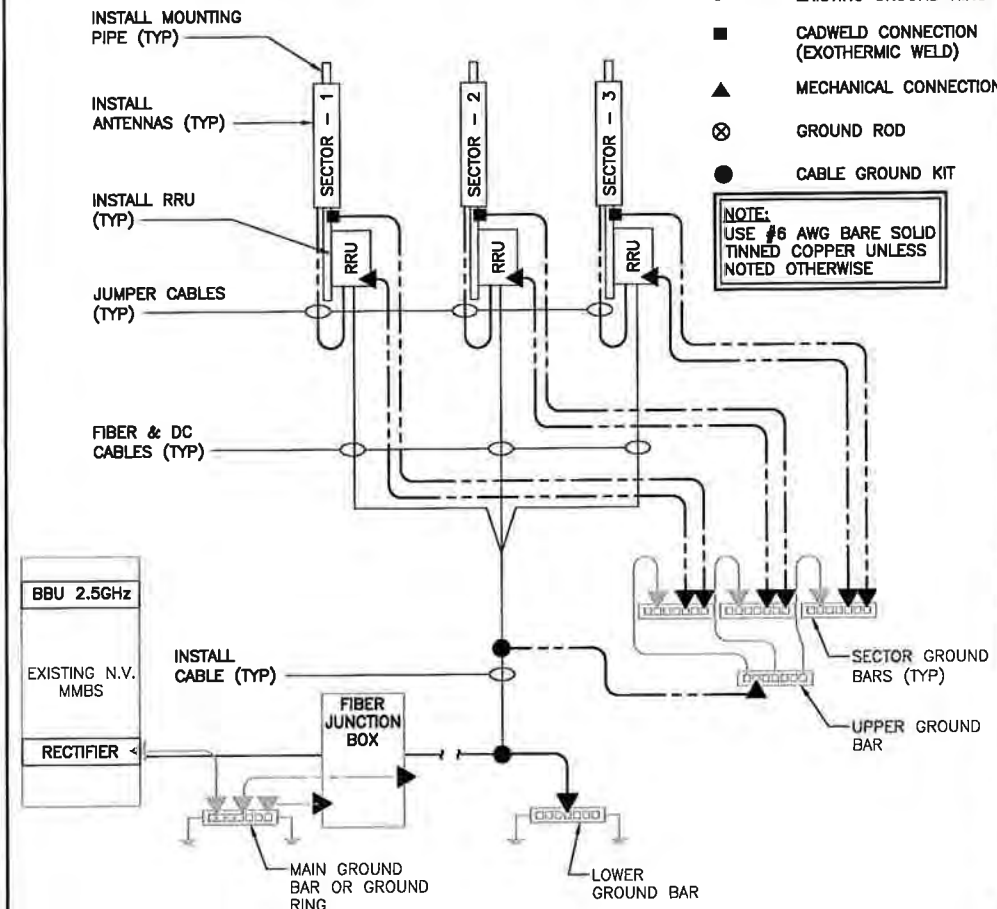 INSTALL MOUNTING
PIPE (TYP)
INSTALL
ANTENNAS (TYP)
INSTALL RRU
(TYP)
JUMPER CABLES
(TYP)
FIBER & DC
CABLES (TYP)
SECTOR - 1
SECTOR - 2
SECTOR - 3
RRU
RRU
RRU
CADWELD CONNECTION
(EXOTHERMIC WELD)
MECHANICAL CONNECTION
GROUND ROD
CABLE GROUND KIT
NOTE:
USE #6 AWG BARE SOLID
TINNED COPPER UNLESS
NOTED OTHERWISE
BBU 2.5GHz
EXISTING N.V.
MMBS
RECTIFIER
INSTALL
CABLE (TYP)
FIBER
JUNCTION
BOX
SECTOR GROUND
BARS (TYP)
UPPER GROUND
BAR
MAIN GROUND
BAR OR GROUND
RING
LOWER
GROUND BAR